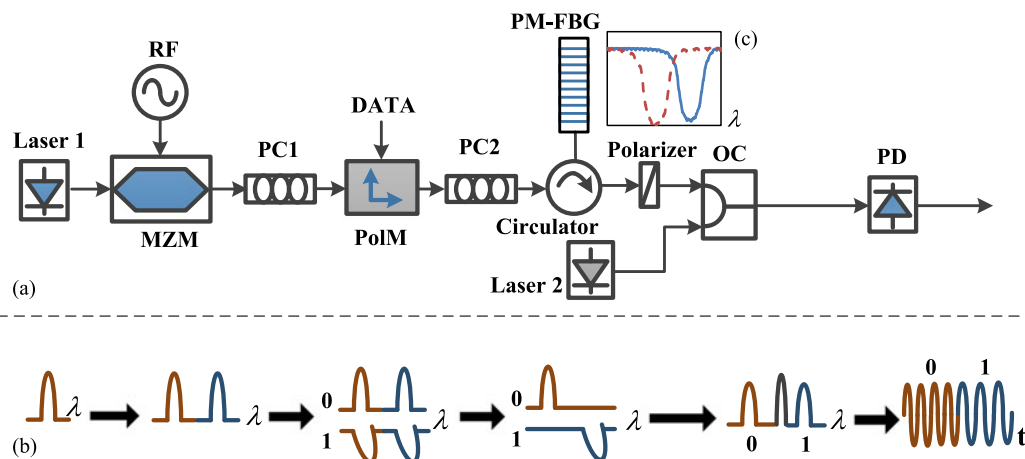 PM-FBG
(c)
RF
λ
DATA
Laser 1
PC1
PC2
Polarizer
OC
PD
MZM
PolM
Circulator
Laser 2
(a)
0 1
0
λ λ λ λ λ
1
0
1
0 1
t
(b)